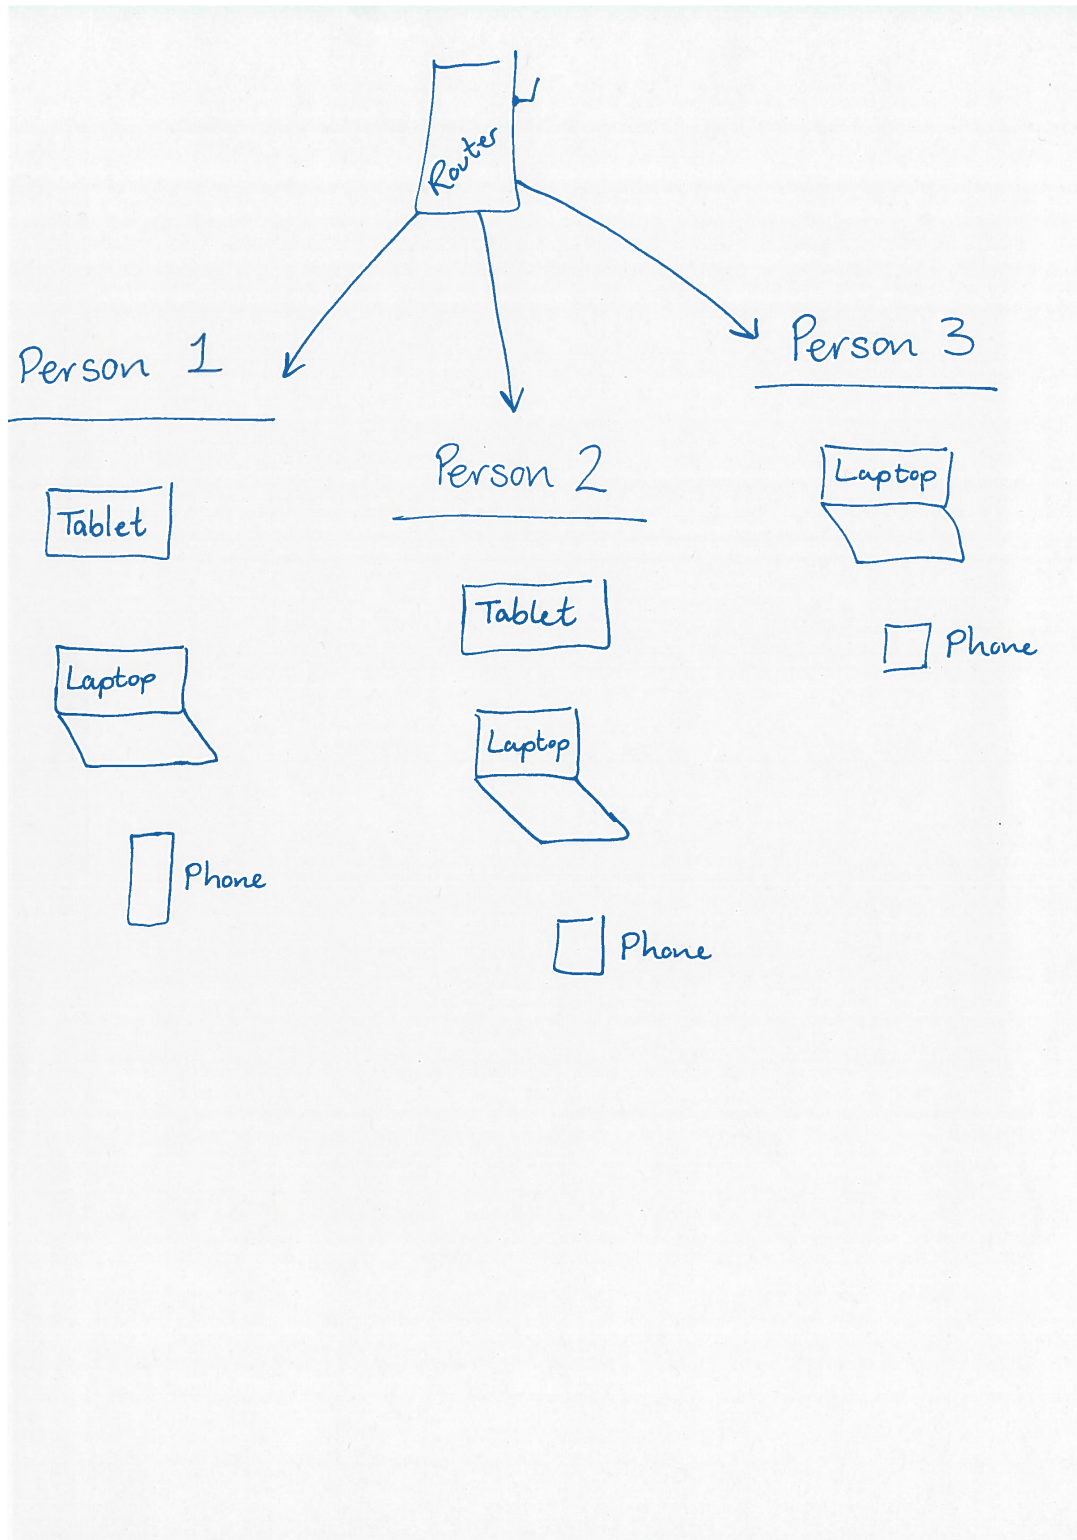 Router
Person 1
Tablet
Laptop
Phone
Person 2
Tablet
Laptop
Phone
Person 3
Laptop
Phone